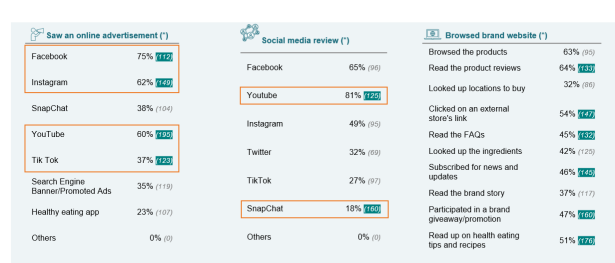 Saw an online advertisement (*)
Facebook 75% (112)
Instagram 62% (149)
SnapChat 38% (104)
YouTube 60% (195)
Tik Tok 37% (123)
Search Engine
Banner/Promoted Ads 35% (119)
Healthy eating app 23% (107)
Others 0% (0)
Social media review (*)
Facebook 65% (96)
Youtube 81% (125)
Instagram 49% (95)
Twitter 32% (69)
TikTok 27% (97)
SnapChat 18% (160)
Others 0% (0)
Browsed brand website (*)
Browsed the products 63% (95)
Read the product reviews 64% (133)
Looked up locations to buy 32% (86)
Clicked on an external
store's link 54% (147)
Read the FAQs 45% (132)
Looked up the ingredients 42% (125)
Subscribed for news and
updates 46% (145)
Read the brand story 37% (117)
Participated in a brand
giveaway/promotion 47% (160)
Read up on health eating
tips and recipes 51% (176)